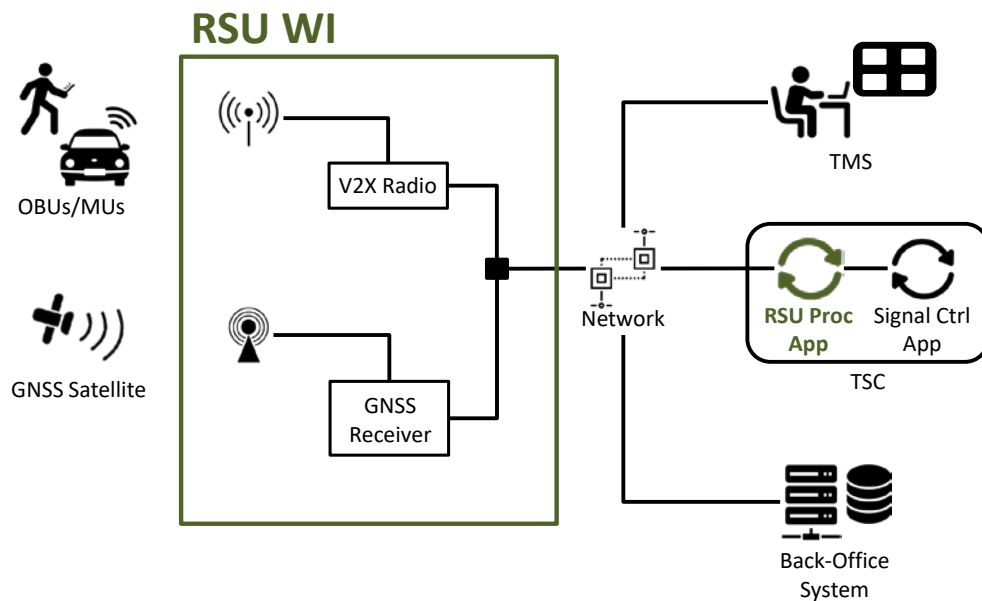 RSU WI
OBUs/MUs
GNSS Satellite
V2X Radio
GNSS
Receiver
Network
TMS
RSU Proc
App
Signal Ctrl
App
TSC
Back-Office
System